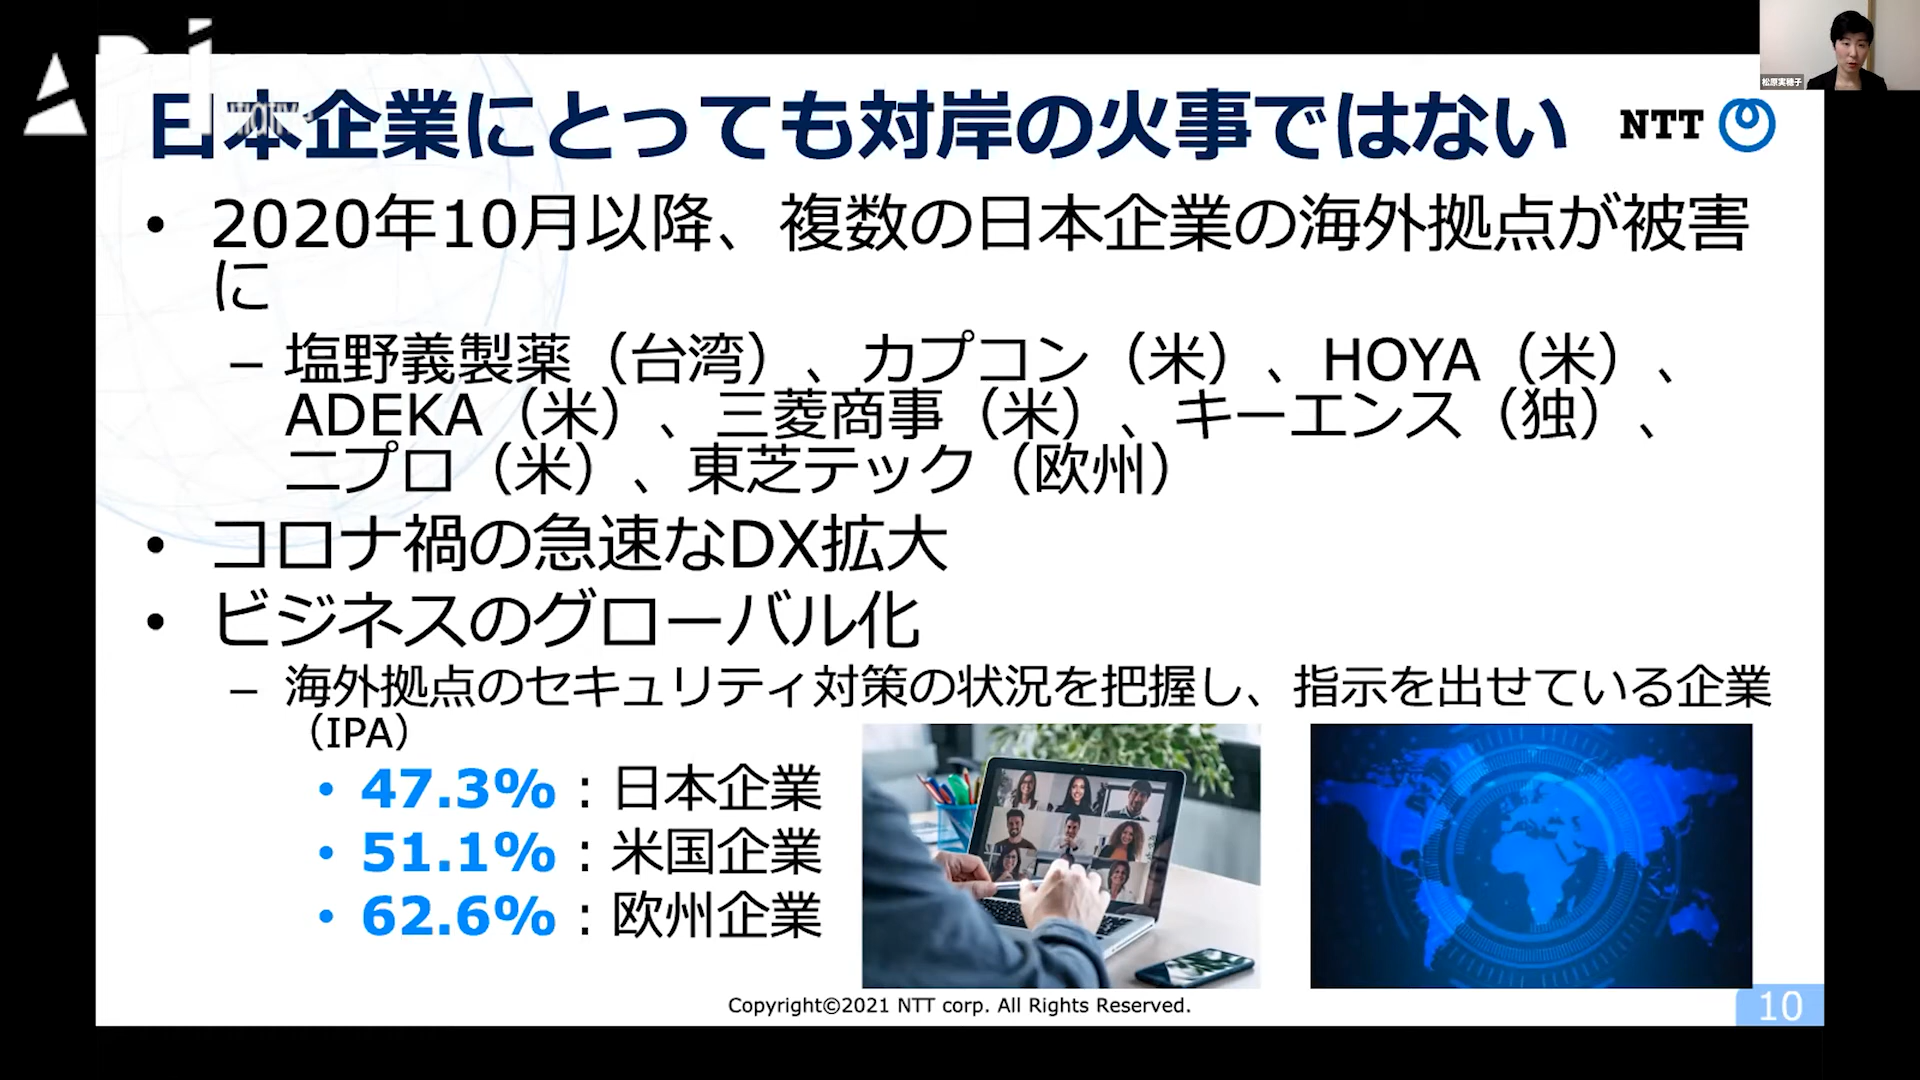 松原実穂子
日本企業にとっても対岸の火事ではない
NTT
• 2020年10月以降、複数の日本企業の海外拠点が被害
に
– 塩野義製薬（台湾）、カプコン（米）、HOYA（米）、
ADEKA（米）、三菱商事（米）、キーエンス（独）、
ニプロ（米）、東芝テック（欧州）
• コロナ禍の急速なDX拡大
• ビジネスのグローバル化
– 海外拠点のセキュリティ対策の状況を把握し、指示を出せている企業
（IPA）
• 47.3%：日本企業
• 51.1%：米国企業
• 62.6%：欧州企業
Copyright©2021 NTT corp. All Rights Reserved.
10